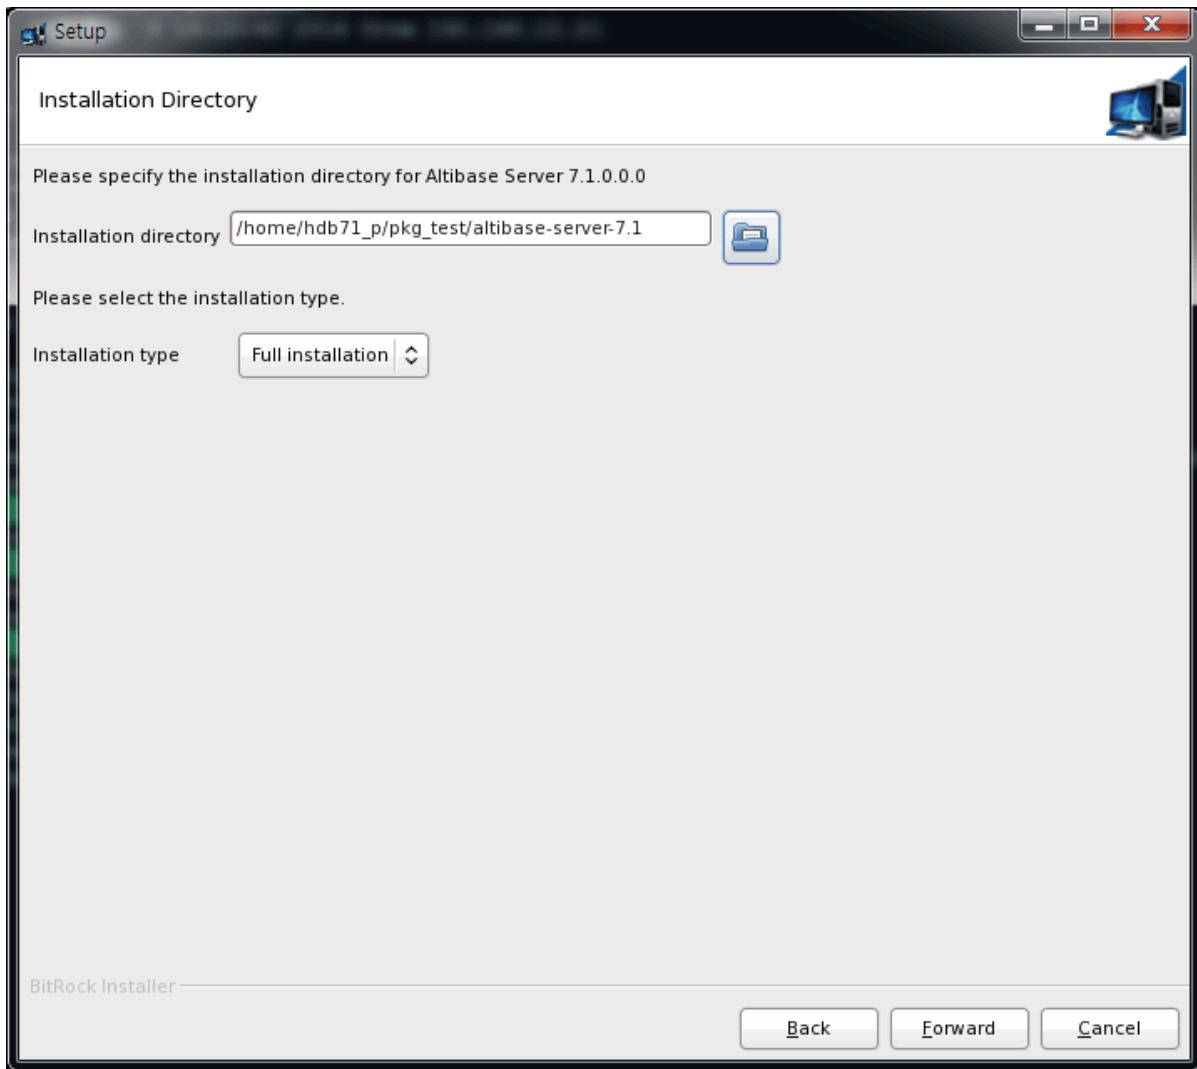 Setup
Installation Directory
Please specify the installation directory for Altibase Server 7.1.0.0.0
Installation directory /home/hdb71_p/pkg_test/altibase-server-7.1
Please select the installation type.
Installation type Full installation
BitRock Installer
Back Forward Cancel